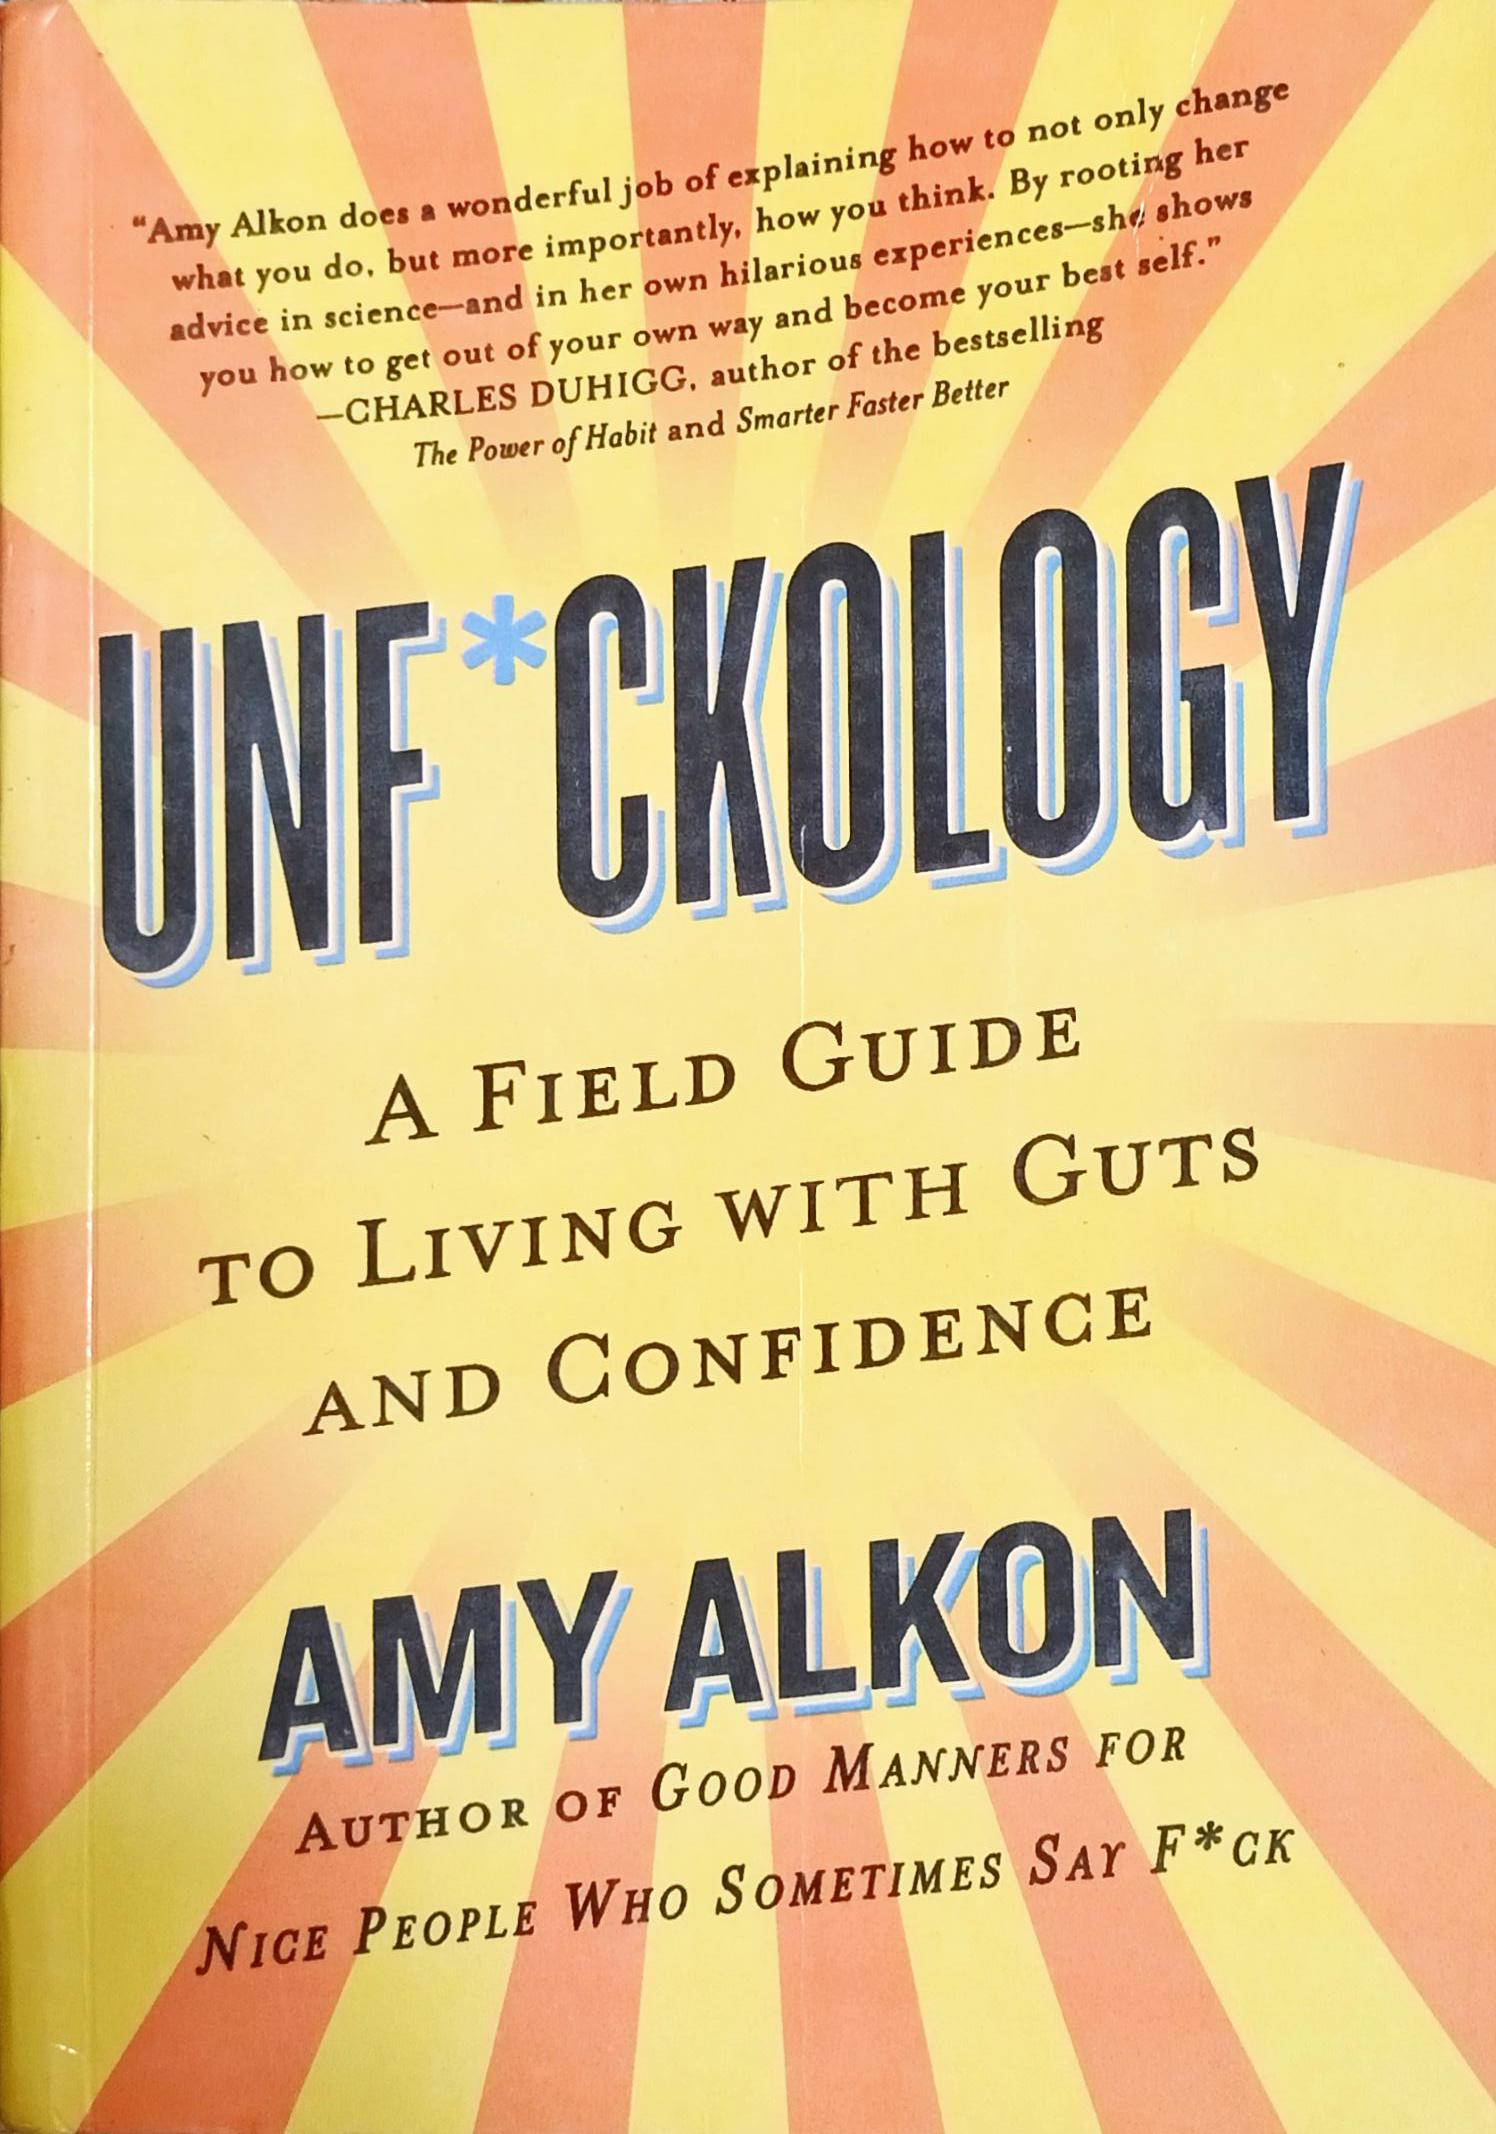 “Amy Alkon does a wonderful job of explaining how to not only change
what you do, but more importantly, how you think. By rooting her
advice in science—and in her own hilarious experiences—she shows
you how to get out of your own way and become your best self.”
—CHARLES DUHIGG, author of the bestselling
The Power of Habit and Smarter Faster Better
UNF*CKOLOGY
A FIELD GUIDE
TO LIVING WITH GUTS
AND CONFIDENCE
AMY ALKON
AUTHOR OF GOOD MANNERS FOR
NICE PEOPLE WHO SOMETIMES SAY F*CK